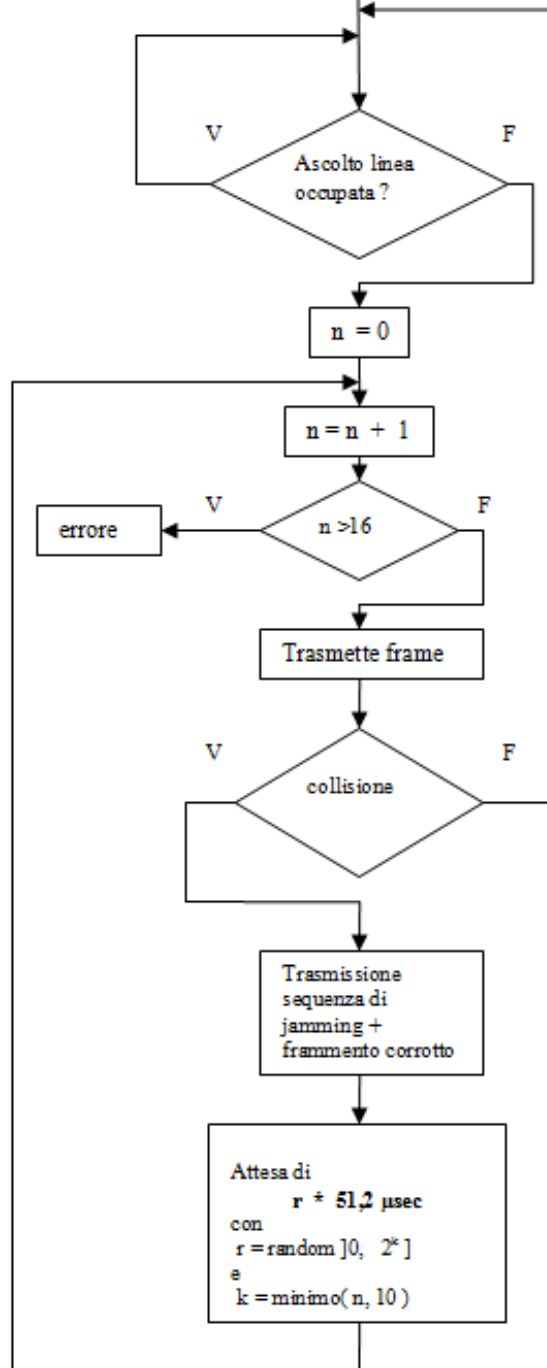 V
F
Ascolto linea
occupata ?
n = 0
n = n + 1
V
F
errore
n >16
Trasmette frame
V
F
collisione
Trasmissione
sequenza di
jamming +
frammento corrotto
Attesa di
r * 51,2 µsec
con
r = random ]0, 2ᵏ ]
e
k = minimo( n, 10 )